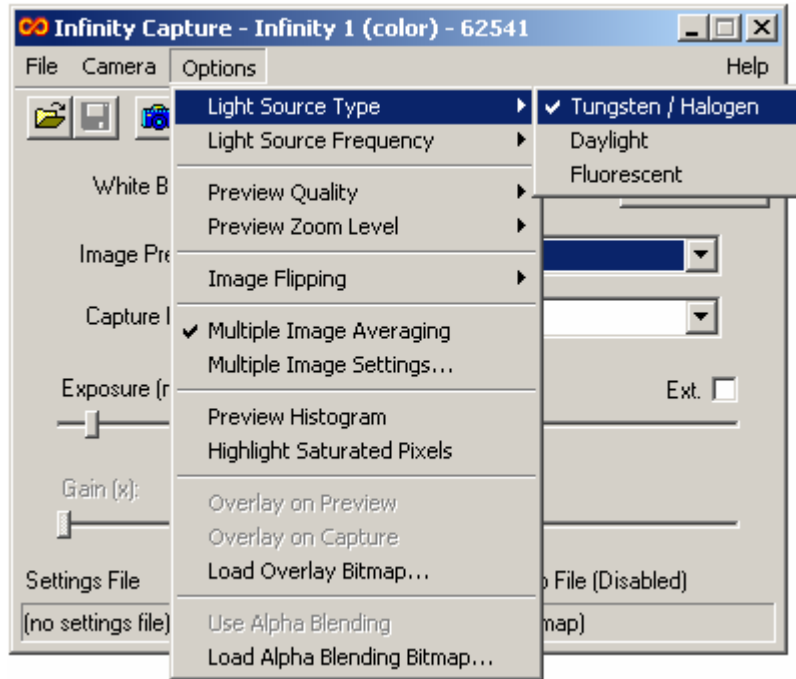 Infinity Capture - Infinity 1 (color) - 62541
File Camera Options Help
Light Source Type
Tungsten / Halogen
Light Source Frequency
Daylight
Fluorescent
White B
Preview Quality
Preview Zoom Level
Image Pre
Image Flipping
Capture
Multiple Image Averaging
Multiple Image Settings...
Exposure (
Ext.
Preview Histogram
Highlight Saturated Pixels
Gain (x):
Overlay on Preview
Overlay on Capture
Load Overlay Bitmap...
Settings File
File (Disabled)
(no settings file)
map)
Use Alpha Blending
Load Alpha Blending Bitmap...